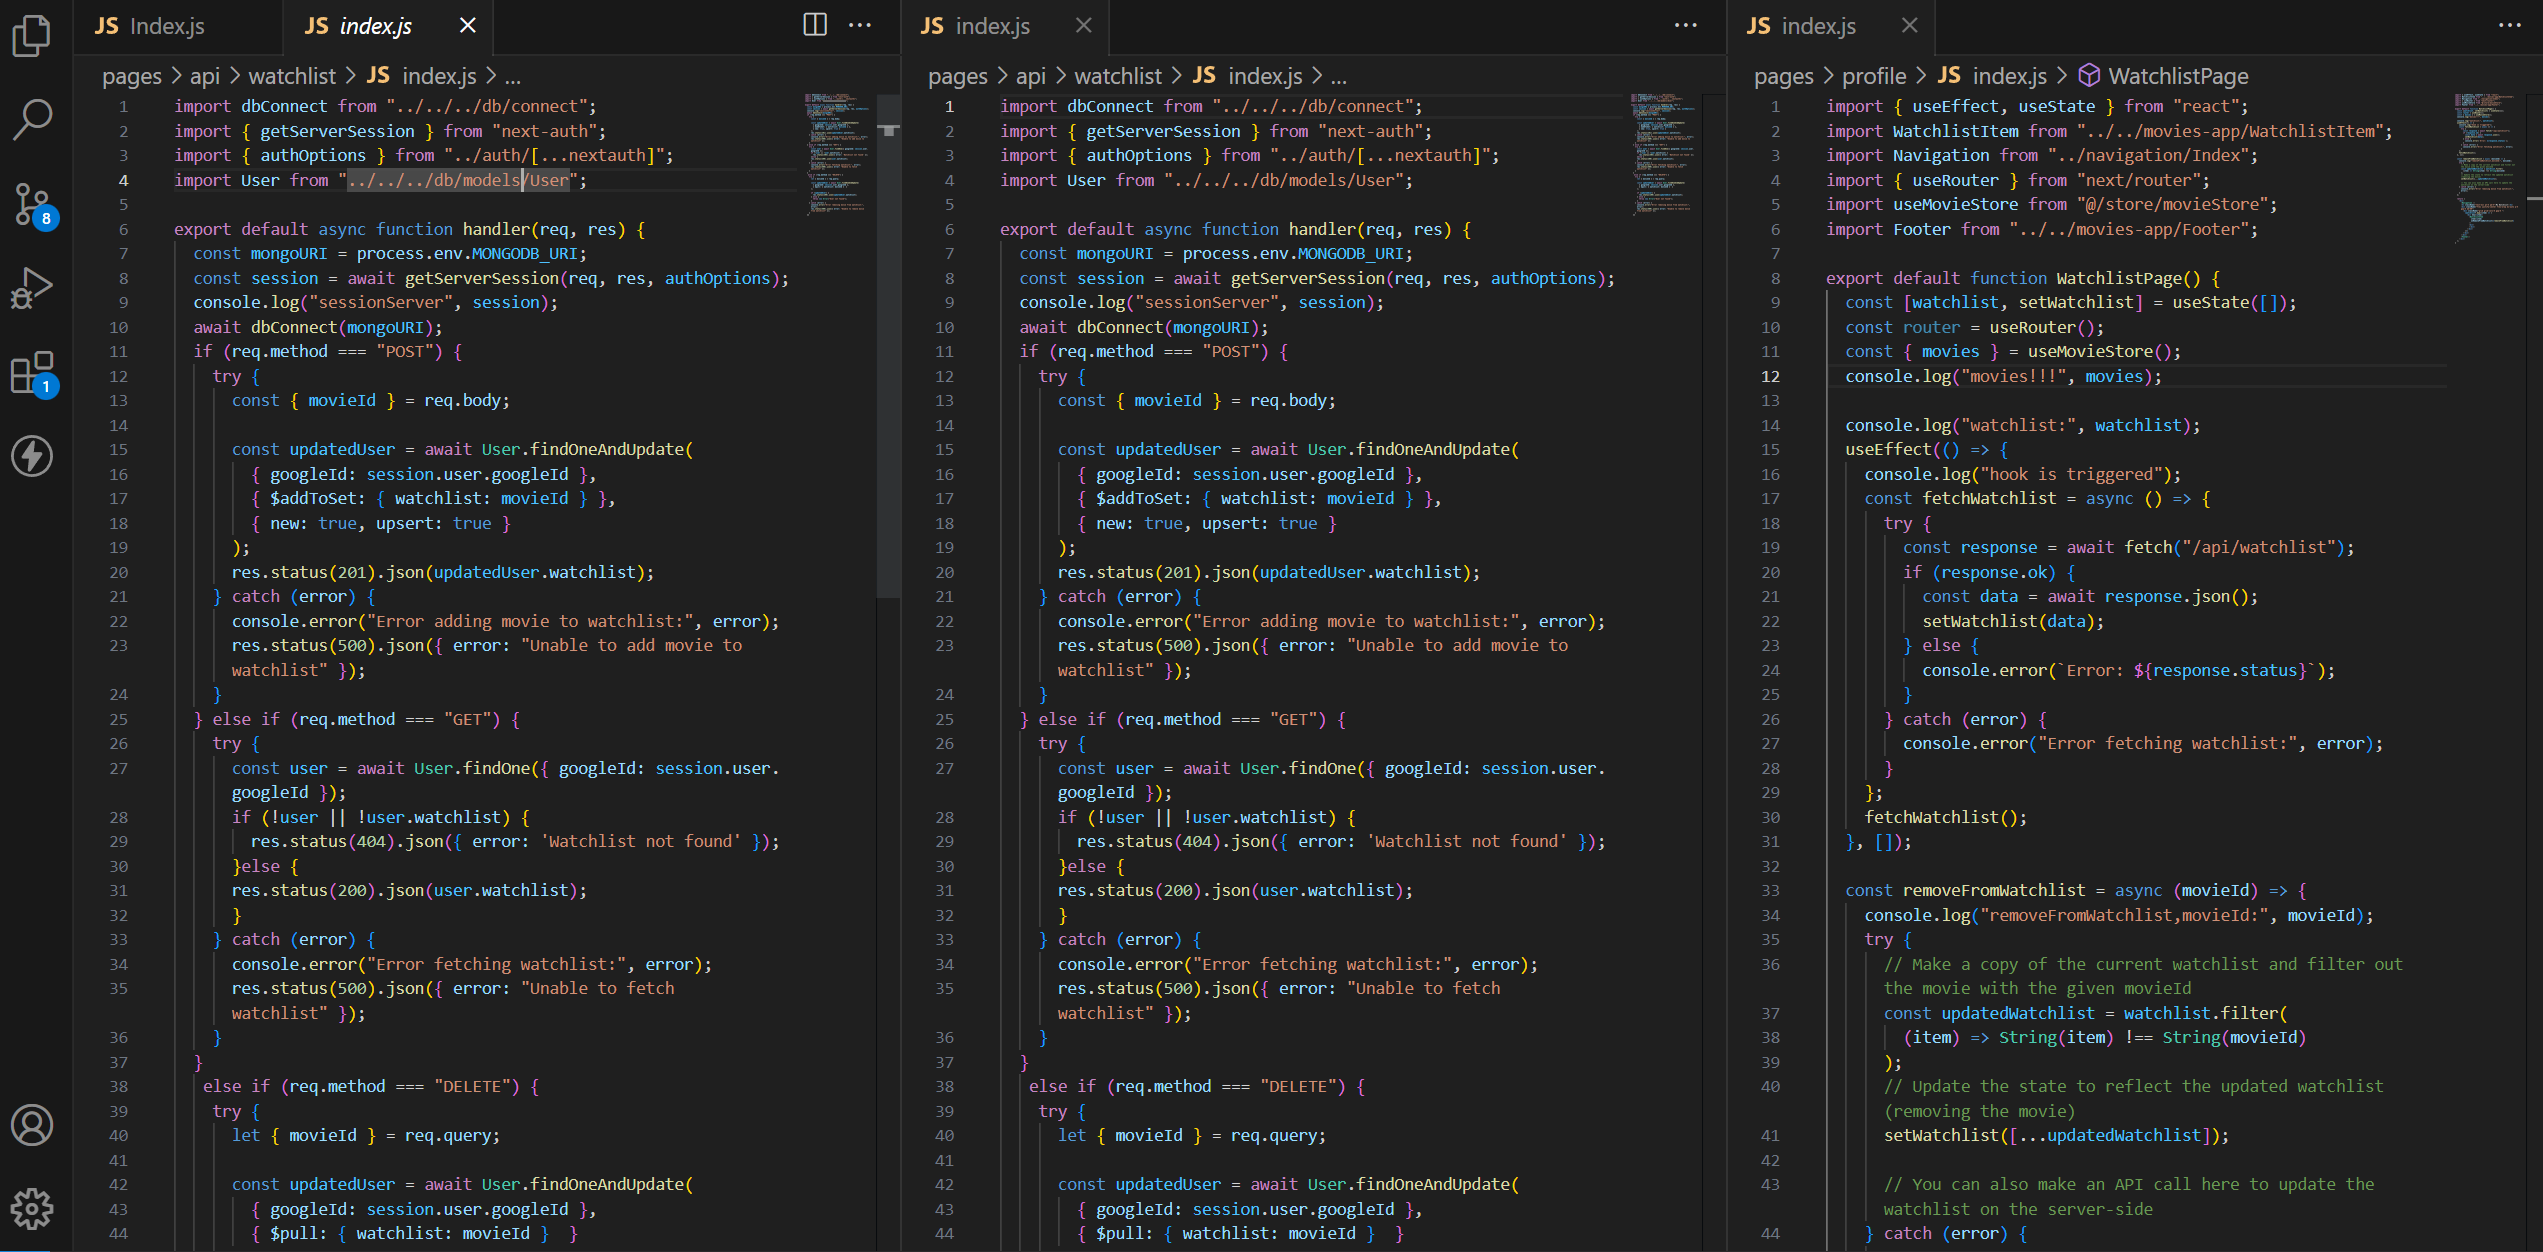 JS Index.js
JS index.js
pages > api > watchlist > JS index.js > ...
1 import dbConnect from "../../../db/connect";
2 import { getServerSession } from "next-auth";
3 import { authOptions } from "../auth/[...nextauth]";
4 import User from "../../../db/models/User";
5
6 export default async function handler(req, res) {
7 const mongoURI = process.env.MONGODB_URI;
8 const session = await getServerSession(req, res, authOptions);
9 console.log("sessionServer", session);
10 await dbConnect(mongoURI);
11 if (req.method === "POST") {
12 try {
13 const { movieId } = req.body;
14
15 const updatedUser = await User.findOneAndUpdate(
16 { googleId: session.user.googleId },
17 { $addToSet: { watchlist: movieId } },
18 { new: true, upsert: true }
19 );
20 res.status(201).json(updatedUser.watchlist);
21 } catch (error) {
22 console.error("Error adding movie to watchlist:", error);
23 res.status(500).json({ error: "Unable to add movie to
watchlist" });
24 }
25 } else if (req.method === "GET") {
26 try {
27 const user = await User.findOne({ googleId: session.user.
googleId });
28 if (!user || !user.watchlist) {
29 res.status(404).json({ error: 'Watchlist not found' });
30 }else {
31 res.status(200).json(user.watchlist);
32 }
33 } catch (error) {
34 console.error("Error fetching watchlist:", error);
35 res.status(500).json({ error: "Unable to fetch
watchlist" });
36 }
37 }
38 else if (req.method === "DELETE") {
39 try {
40 let { movieId } = req.query;
41
42 const updatedUser = await User.findOneAndUpdate(
43 { googleId: session.user.googleId },
44 { $pull: { watchlist: movieId } }
JS index.js
pages > api > watchlist > JS index.js > ...
1 import dbConnect from "../../../db/connect";
2 import { getServerSession } from "next-auth";
3 import { authOptions } from "../auth/[...nextauth]";
4 import User from "../../../db/models/User";
5
6 export default async function handler(req, res) {
7 const mongoURI = process.env.MONGODB_URI;
8 const session = await getServerSession(req, res, authOptions);
9 console.log("sessionServer", session);
10 await dbConnect(mongoURI);
11 if (req.method === "POST") {
12 try {
13 const { movieId } = req.body;
14
15 const updatedUser = await User.findOneAndUpdate(
16 { googleId: session.user.googleId },
17 { $addToSet: { watchlist: movieId } },
18 { new: true, upsert: true }
19 );
20 res.status(201).json(updatedUser.watchlist);
21 } catch (error) {
22 console.error("Error adding movie to watchlist:", error);
23 res.status(500).json({ error: "Unable to add movie to
watchlist" });
24 }
25 } else if (req.method === "GET") {
26 try {
27 const user = await User.findOne({ googleId: session.user.
googleId });
28 if (!user || !user.watchlist) {
29 res.status(404).json({ error: 'Watchlist not found' });
30 }else {
31 res.status(200).json(user.watchlist);
32 }
33 } catch (error) {
34 console.error("Error fetching watchlist:", error);
35 res.status(500).json({ error: "Unable to fetch
watchlist" });
36 }
37 }
38 else if (req.method === "DELETE") {
39 try {
40 let { movieId } = req.query;
41
42 const updatedUser = await User.findOneAndUpdate(
43 { googleId: session.user.googleId },
44 { $pull: { watchlist: movieId } }
JS index.js
pages > profile > JS index.js > WatchlistPage
1 import { useEffect, useState } from "react";
2 import WatchlistItem from "../../movies-app/WatchlistItem";
3 import Navigation from "../navigation/Index";
4 import { useRouter } from "next/router";
5 import useMovieStore from "@/store/movieStore";
6 import Footer from "../../movies-app/Footer";
7
8 export default function WatchlistPage() {
9 const [watchlist, setWatchlist] = useState([]);
10 const router = useRouter();
11 const { movies } = useMovieStore();
12 console.log("movies!!!", movies);
13
14 console.log("watchlist:", watchlist);
15 useEffect(() => {
16 console.log("hook is triggered");
17 const fetchWatchlist = async () => {
18 try {
19 const response = await fetch("/api/watchlist");
20 if (response.ok) {
21 const data = await response.json();
22 setWatchlist(data);
23 } else {
24 console.error(`Error: ${response.status}`);
25 }
26 } catch (error) {
27 console.error("Error fetching watchlist:", error);
28 }
29 };
30 fetchWatchlist();
31 }, []);
32
33 const removeFromWatchlist = async (movieId) => {
34 console.log("removeFromWatchlist,movieId:", movieId);
35 try {
36 // Make a copy of the current watchlist and filter out
the movie with the given movieId
37 const updatedWatchlist = watchlist.filter(
38 (item) => String(item) !== String(movieId)
39 );
40 // Update the state to reflect the updated watchlist
(removing the movie)
41 setWatchlist([...updatedWatchlist]);
42
43 // You can also make an API call here to update the
watchlist on the server-side
44 } catch (error) {
8
1